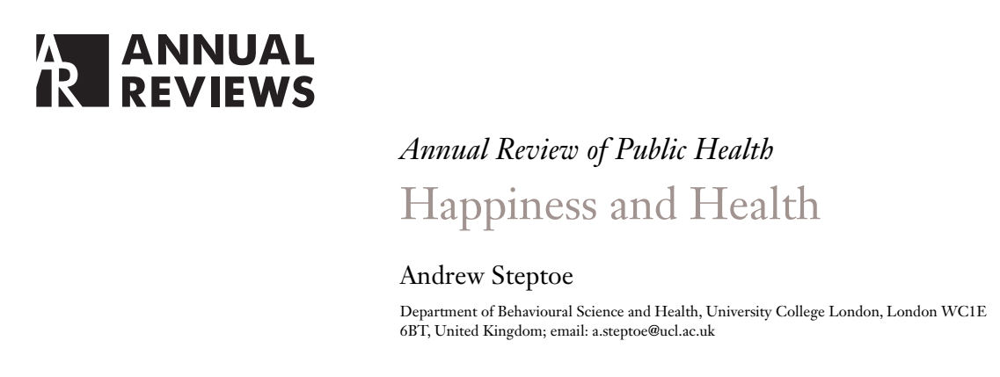 AR ANNUAL
REVIEWS
Annual Review of Public Health
Happiness and Health
Andrew Steptoe
Department of Behavioural Science and Health, University College London, London WC1E
6BT, United Kingdom; email: a.steptoe@ucl.ac.uk